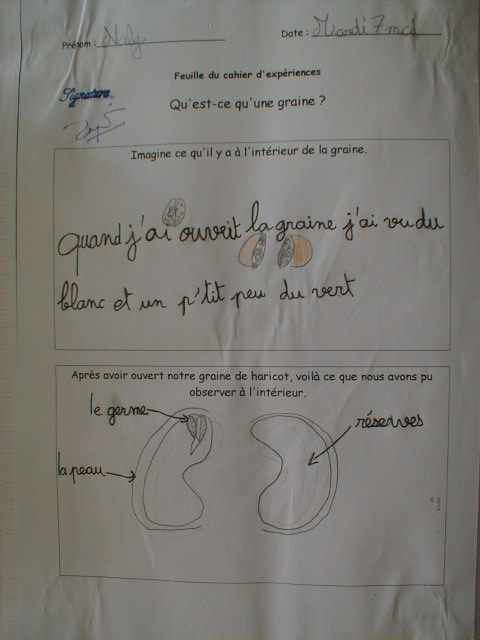 Prénom :
Date : Mardi 7 mai
Feuille du cahier d'expériences
Signature
Qu'est-ce qu'une graine ?
Imagine ce qu'il y a à l'intérieur de la graine.
Quand j'ai ouvert la graine j'ai vu du
blanc et un p'tit peu du vert
Après avoir ouvert notre graine de haricot, voilà ce que nous avons pu
observer à l'intérieur.
le germe
réserves
la peau